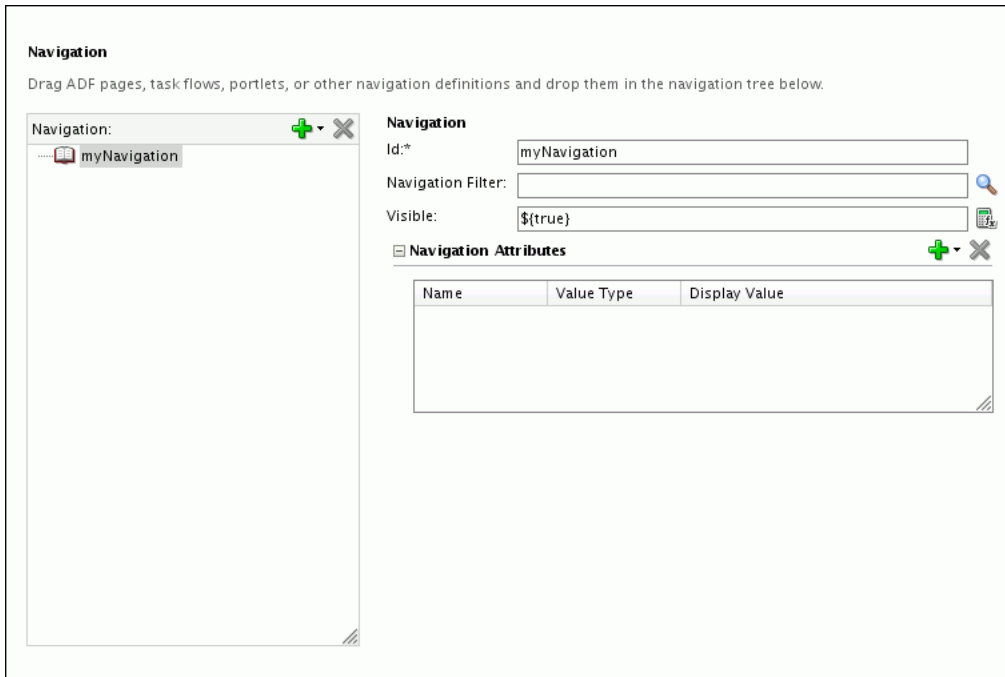 Navigation
Drag ADF pages, task flows, portlets, or other navigation definitions and drop them in the navigation tree below.
Navigation:
myNavigation
Navigation
Id:* myNavigation
Navigation Filter:
Visible: ${true}
Navigation Attributes
Name Value Type Display Value